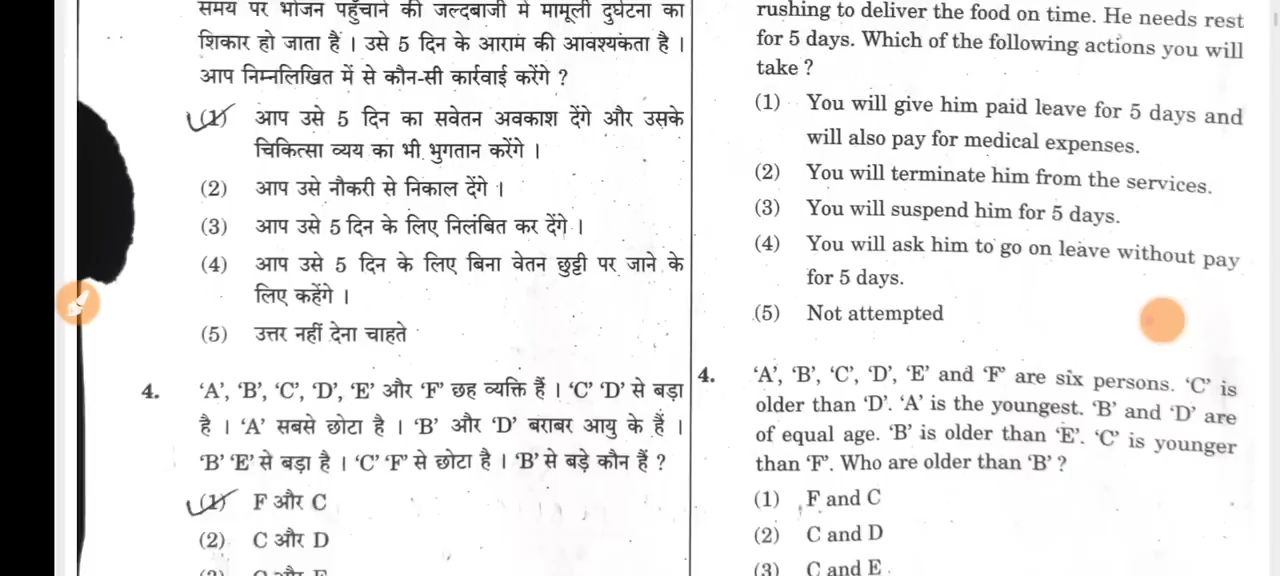 समय पर भोजन पहुँचाने की जल्दबाजी में मामूली दुर्घटना का
शिकार हो जाता है । उसे 5 दिन के आराम की आवश्यकता है ।
आप निम्नलिखित में से कौन-सी कार्रवाई करेंगे ?
(1) आप उसे 5 दिन का सवेतन अवकाश देंगे और उसके
चिकित्सा व्यय का भी भुगतान करेंगे ।
(2) आप उसे नौकरी से निकाल देंगे ।
(3) आप उसे 5 दिन के लिए निलंबित कर देंगे ।
(4) आप उसे 5 दिन के लिए बिना वेतन छुट्टी पर जाने के
लिए कहेंगे ।
(5) उत्तर नहीं देना चाहते
4. ‘A’, ‘B’, ‘C’, ‘D’, ‘E’ और ‘F’ छह व्यक्ति हैं । ‘C’ ‘D’ से बड़ा
है । ‘A’ सबसे छोटा है । ‘B’ और ‘D’ बराबर आयु के हैं ।
‘B’ ‘E’ से बड़ा है । ‘C’ ‘F’ से छोटा है । ‘B’ से बड़े कौन हैं ?
(1) F और C
(2) C और D
rushing to deliver the food on time. He needs rest
for 5 days. Which of the following actions you will
take ?
(1) You will give him paid leave for 5 days and
will also pay for medical expenses.
(2) You will terminate him from the services.
(3) You will suspend him for 5 days.
(4) You will ask him to go on leave without pay
for 5 days.
(5) Not attempted
4. ‘A’, ‘B’, ‘C’, ‘D’, ‘E’ and ‘F’ are six persons. ‘C’ is
older than ‘D’. ‘A’ is the youngest. ‘B’ and ‘D’ are
of equal age. ‘B’ is older than ‘E’. ‘C’ is younger
than ‘F’. Who are older than ‘B’ ?
(1) F and C
(2) C and D
(3) C and E